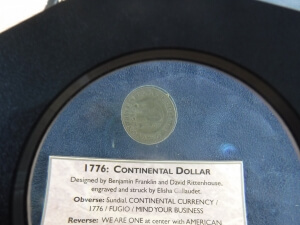 1776: CONTINENTAL DOLLAR
Designed by Benjamin Franklin and David Rittenhouse,
engraved and struck by Elisha Gallaudet.
Obverse: Sundial, CONTINENTAL CURRENCY /
1776 / FUGIO / MIND YOUR BUSINESS
Reverse: WE ARE ONE at center with AMERICAN